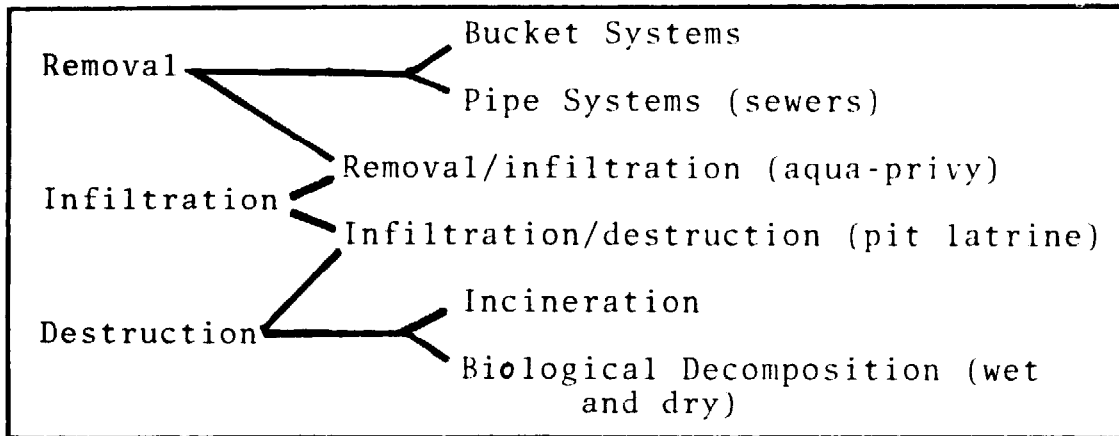 Bucket Systems
Removal
Pipe Systems (sewers)
Removal/infiltration (aqua-privy)
Infiltration
Infiltration/destruction (pit latrine)
Incineration
Destruction
Biological Decomposition (wet
and dry)